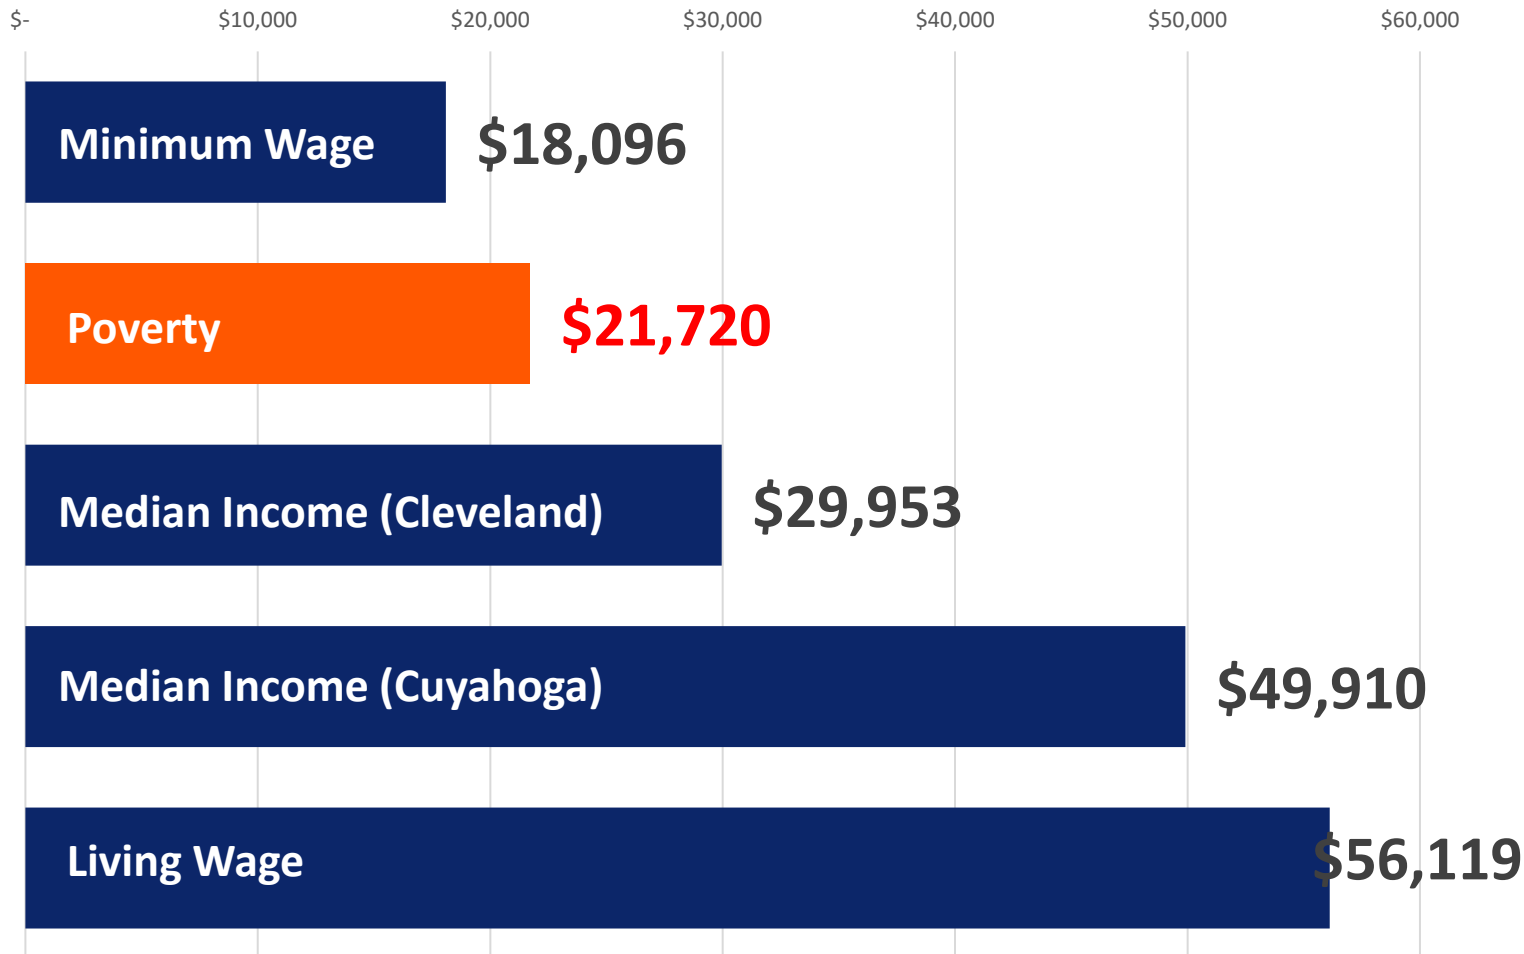 $- $10,000 $20,000 $30,000 $40,000 $50,000 $60,000
Minimum Wage $18,096
Poverty $21,720
Median Income (Cleveland) $29,953
Median Income (Cuyahoga) $49,910
Living Wage $56,119